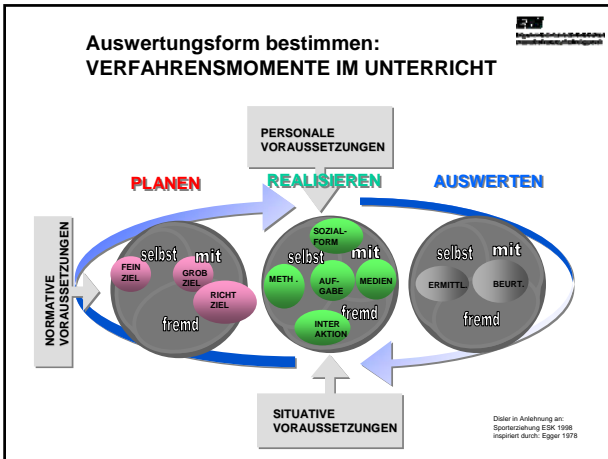 Auswertungsform bestimmen:
VERFAHRENSMOMENTE IM UNTERRICHT
PERSONALE
VORAUSSETZUNGEN
PLANEN
REALISIEREN
AUSWERTEN
NORMATIVE
VORAUSSETZUNGEN
selbst
mit
fremd
FEIN
ZIEL
GROB
ZIEL
RICHT
ZIEL
SOZIAL-
FORM
selbst
mit
METH .
AUF-
GABE
MEDIEN
fremd
INTER
AKTION
selbst
mit
ERMITTL.
BEURT.
fremd
SITUATIVE
VORAUSSETZUNGEN
Disler in Anlehnung an:
Sporterziehung ESK 1998
inspiriert durch: Egger 1978